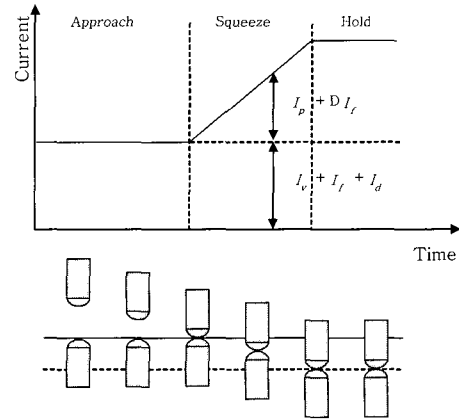 Approach
Squeeze
Hold
Current
I_p + D I_f
I_v + I_f + I_d
Time